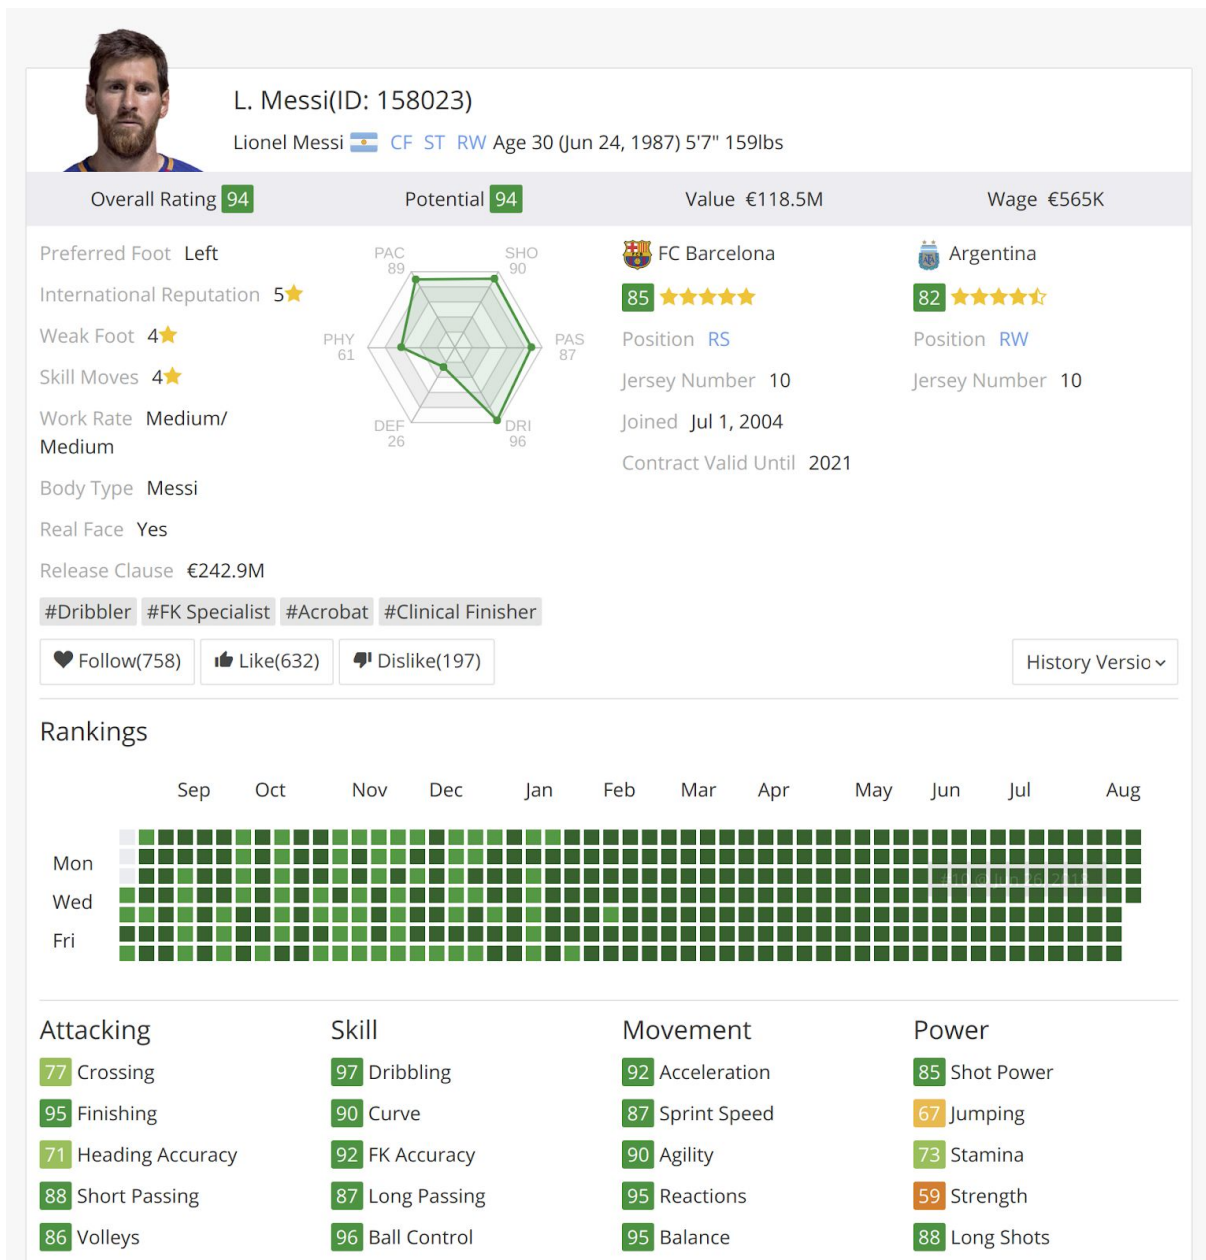 L. Messi(ID: 158023)
Lionel Messi CF ST RW Age 30 (Jun 24, 1987) 5'7" 159lbs
Overall Rating 94 Potential 94 Value €118.5M Wage €565K
Preferred Foot Left
International Reputation 5
Weak Foot 4
Skill Moves 4
Work Rate Medium/
Medium
Body Type Messi
Real Face Yes
Release Clause €242.9M
PAC
89
SHO
90
PHY
61
PAS
87
DEF
26
DRI
96
FC Barcelona
85
Position RS
Jersey Number 10
Joined Jul 1, 2004
Contract Valid Until 2021
Argentina
82
Position RW
Jersey Number 10
#Dribbler #FK Specialist #Acrobat #Clinical Finisher
Follow(758) Like(632) Dislike(197) History Versio
Rankings
Sep Oct Nov Dec Jan Feb Mar Apr May Jun Jul Aug
Mon
Wed
Fri
#10 @ Jun 26, 2018
Attacking
77 Crossing
95 Finishing
71 Heading Accuracy
88 Short Passing
86 Volleys
Skill
97 Dribbling
90 Curve
92 FK Accuracy
87 Long Passing
96 Ball Control
Movement
92 Acceleration
87 Sprint Speed
90 Agility
95 Reactions
95 Balance
Power
85 Shot Power
67 Jumping
73 Stamina
59 Strength
88 Long Shots